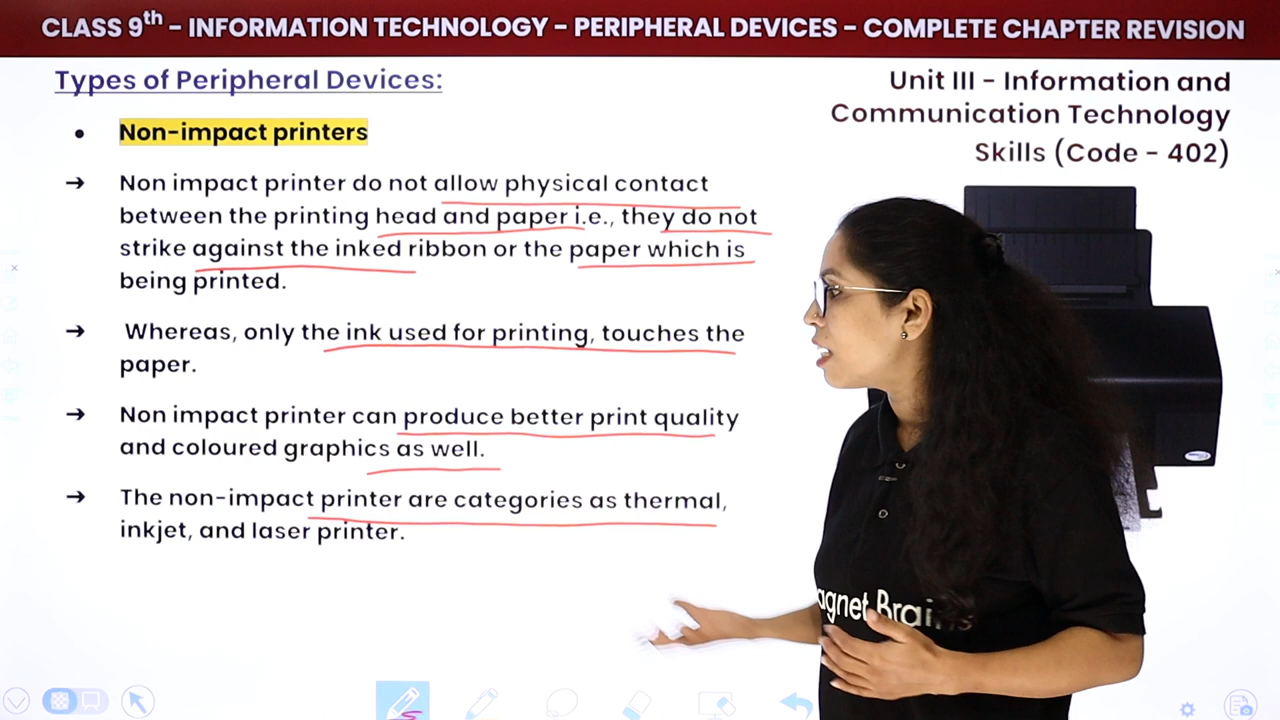 CLASS 9th – INFORMATION TECHNOLOGY – PERIPHERAL DEVICES – COMPLETE CHAPTER REVISION
Types of Peripheral Devices:
Unit III – Information and
Communication Technology
Skills (Code – 402)
• Non-impact printers
→ Non impact printer do not allow physical contact
between the printing head and paper i.e., they do not
strike against the inked ribbon or the paper which is
being printed.
→ Whereas, only the ink used for printing, touches the
paper.
→ Non impact printer can produce better print quality
and coloured graphics as well.
→ The non-impact printer are categories as thermal,
inkjet, and laser printer.
agnet Brains